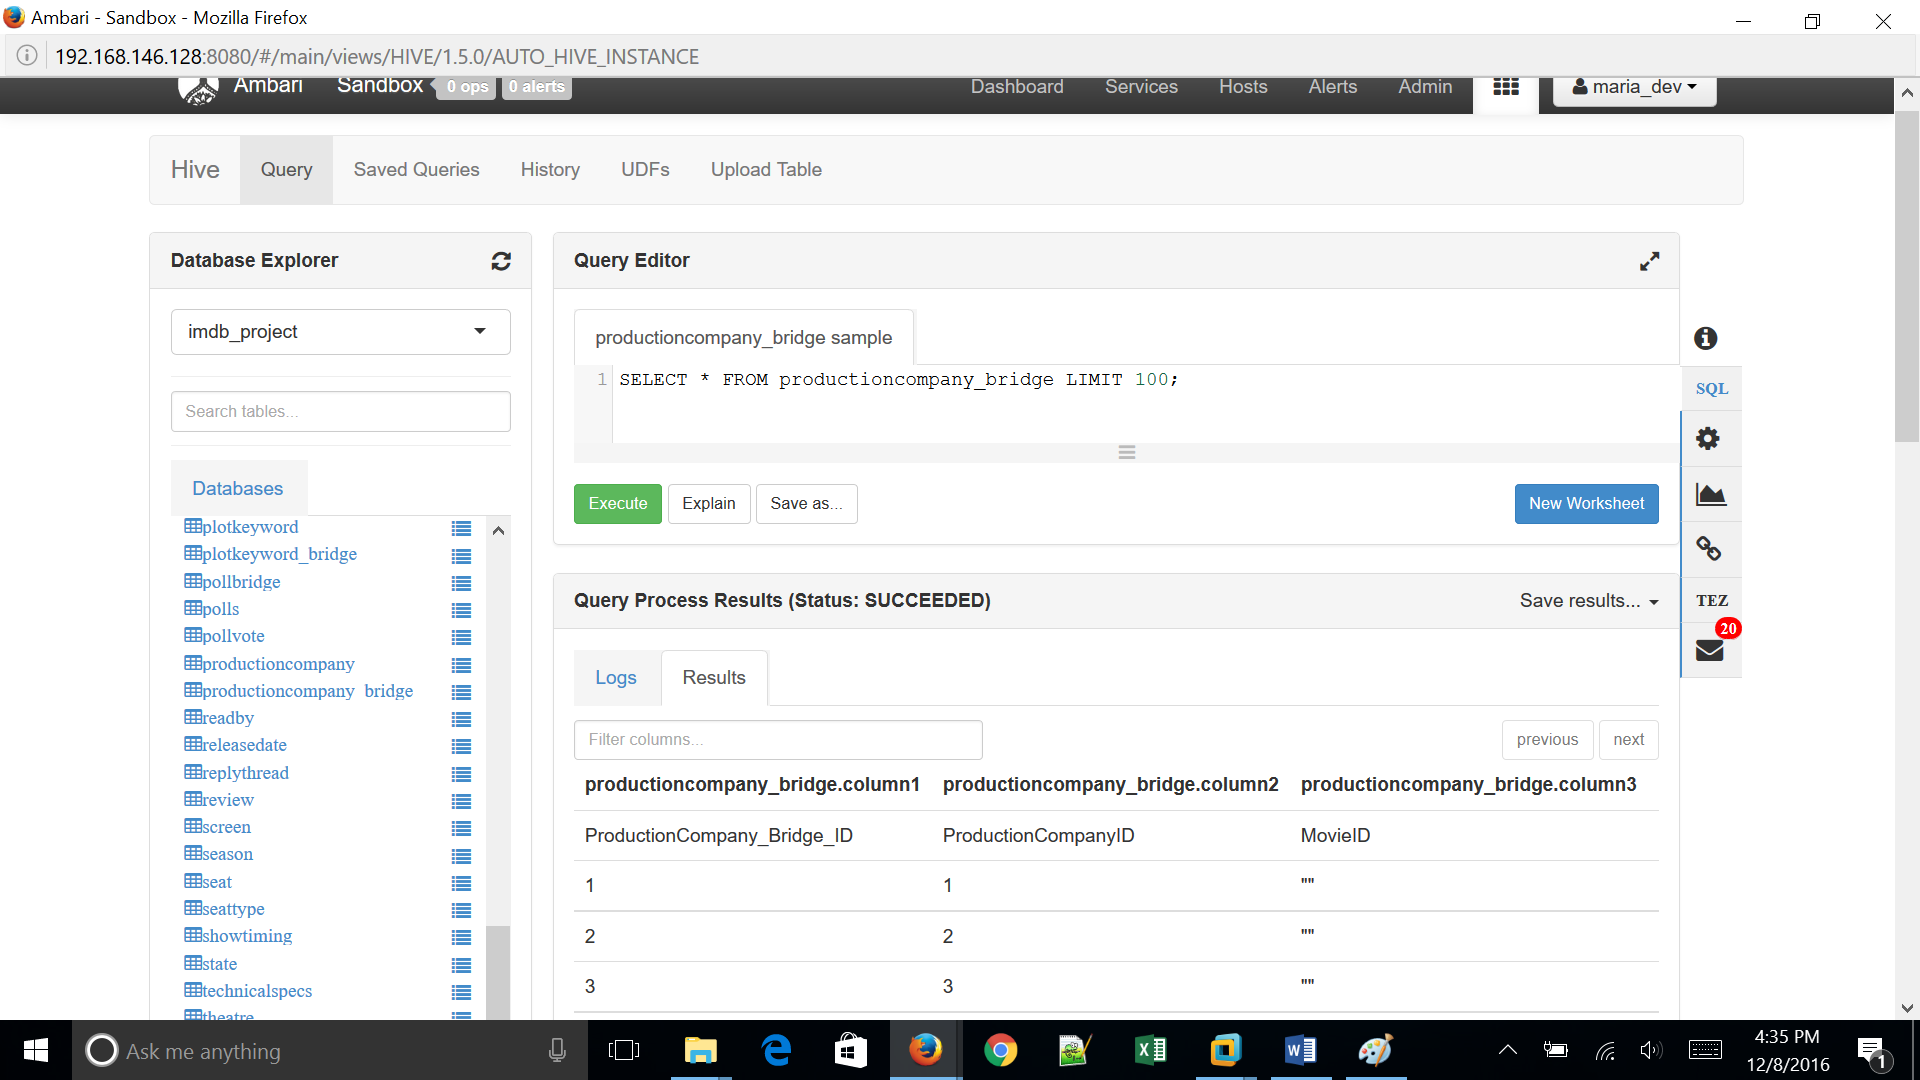 Ambari - Sandbox - Mozilla Firefox
192.168.146.128:8080/#/main/views/HIVE/1.5.0/AUTO_HIVE_INSTANCE
Ambari Sandbox 0 ops 0 alerts Dashboard Services Hosts Alerts Admin maria_dev
Hive Query Saved Queries History UDFs Upload Table
Database Explorer
imdb_project
Search tables...
Databases
plotkeyword
plotkeyword_bridge
pollbridge
polls
pollvote
productioncompany
productioncompany_bridge
readby
releasedate
replythread
review
screen
season
seat
seattype
showtiming
state
technicalspecs
theatre
Query Editor
productioncompany_bridge sample
1 SELECT * FROM productioncompany_bridge LIMIT 100;
Execute Explain Save as... New Worksheet
SQL
TEZ
20
Query Process Results (Status: SUCCEEDED) Save results...
Logs Results
Filter columns... previous next
productioncompany_bridge.column1 productioncompany_bridge.column2 productioncompany_bridge.column3
ProductionCompany_Bridge_ID ProductionCompanyID MovieID
1 1 ""
2 2 ""
3 3 ""
Ask me anything
4:35 PM
12/8/2016
1